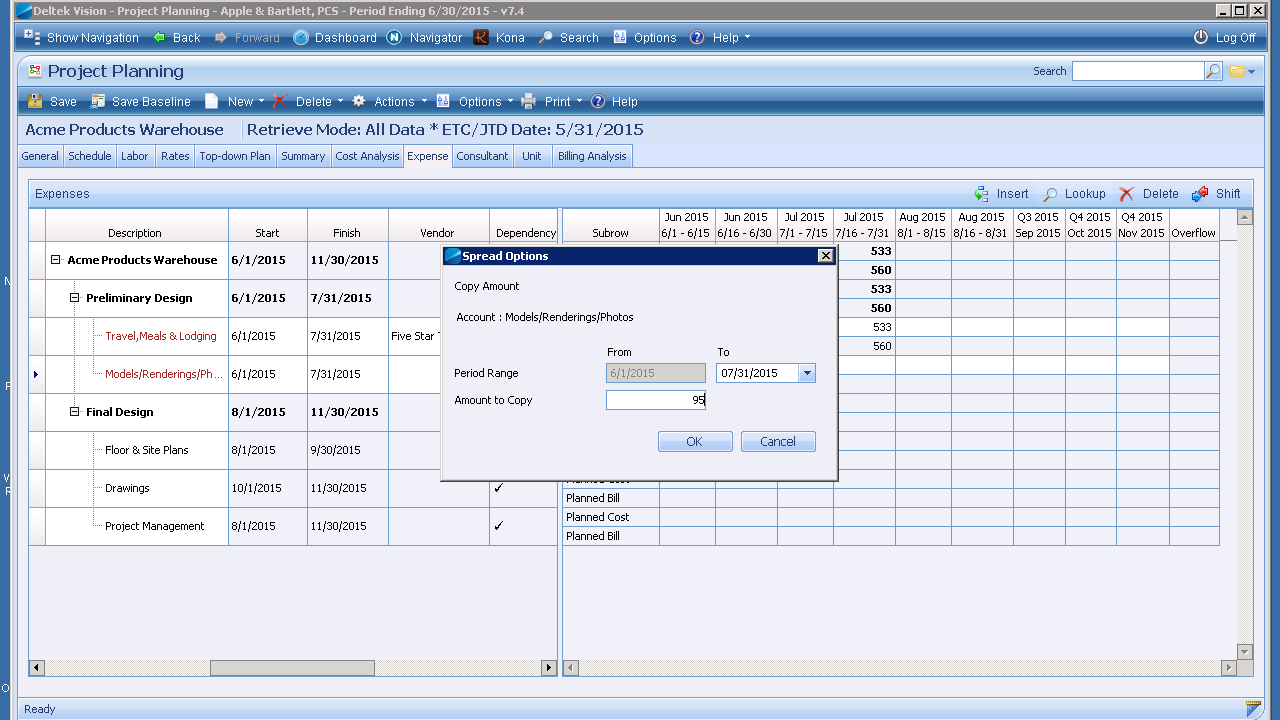 Deltek Vision - Project Planning - Apple & Bartlett, PCS - Period Ending 6/30/2015 - v7.4
Show Navigation Back Forward Dashboard Navigator Kona Search Options Help Log Off
Project Planning Search
Save Save Baseline New Delete Actions Options Print Help
Acme Products Warehouse Retrieve Mode: All Data * ETC/JTD Date: 5/31/2015
General Schedule Labor Rates Top-down Plan Summary Cost Analysis Expense Consultant Unit Billing Analysis
Expenses Insert Lookup Delete Shift
Jun 2015 Jun 2015 Jul 2015 Jul 2015 Aug 2015 Aug 2015 Q3 2015 Q4 2015 Q4 2015
Description Start Finish Vendor Dependency Subrow 6/1 - 6/15 6/16 - 6/30 7/1 - 7/15 7/16 - 7/31 8/1 - 8/15 8/16 - 8/31 Sep 2015 Oct 2015 Nov 2015 Overflow
533
Acme Products Warehouse 6/1/2015 11/30/2015
560
533
Preliminary Design 6/1/2015 7/31/2015
560
533
Travel,Meals & Lodging 6/1/2015 7/31/2015 Five Star T
560
Models/Renderings/Ph ... 6/1/2015 7/31/2015
Final Design 8/1/2015 11/30/2015
Floor & Site Plans 8/1/2015 9/30/2015
Drawings 10/1/2015 11/30/2015 ✓
Planned Cost
Planned Bill
Project Management 8/1/2015 11/30/2015 ✓
Planned Cost
Planned Bill
Spread Options
Copy Amount
Account : Models/Renderings/Photos
From To
Period Range 6/1/2015 07/31/2015
Amount to Copy 95
OK Cancel
Ready